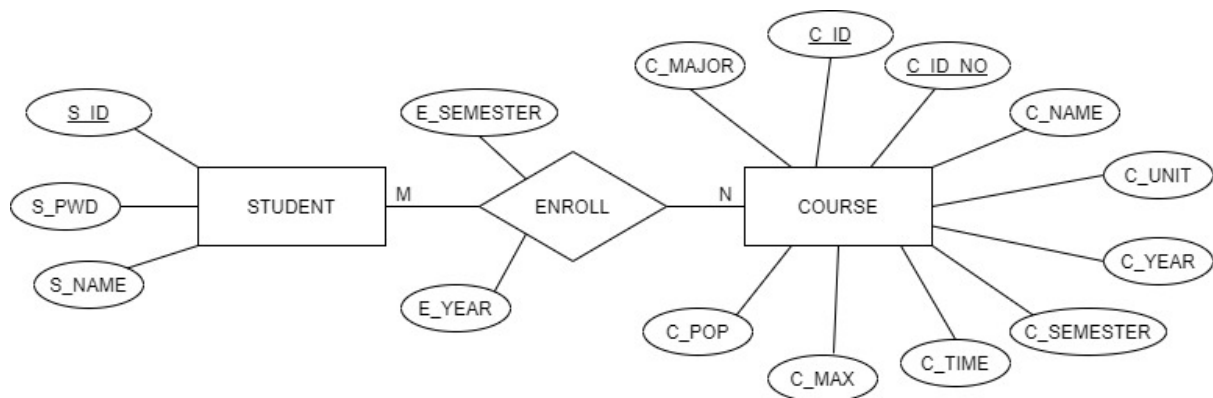 C_ID
C_MAJOR
C_ID_NO
S_ID
E_SEMESTER
C_NAME
C_UNIT
S_PWD
STUDENT
M
ENROLL
N
COURSE
C_YEAR
S_NAME
E_YEAR
C_POP
C_SEMESTER
C_TIME
C_MAX